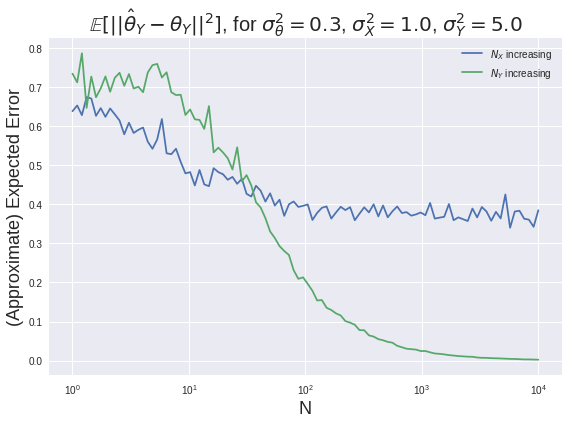 𝔼[||θ̂_Y − θ_Y||²], for σ²_θ = 0.3, σ²_X = 1.0, σ²_Y = 5.0
N_X increasing
N_Y increasing
(Approximate) Expected Error
0.8
0.7
0.6
0.5
0.4
0.3
0.2
0.1
0.0
10⁰ 10¹ 10² 10³ 10⁴
N